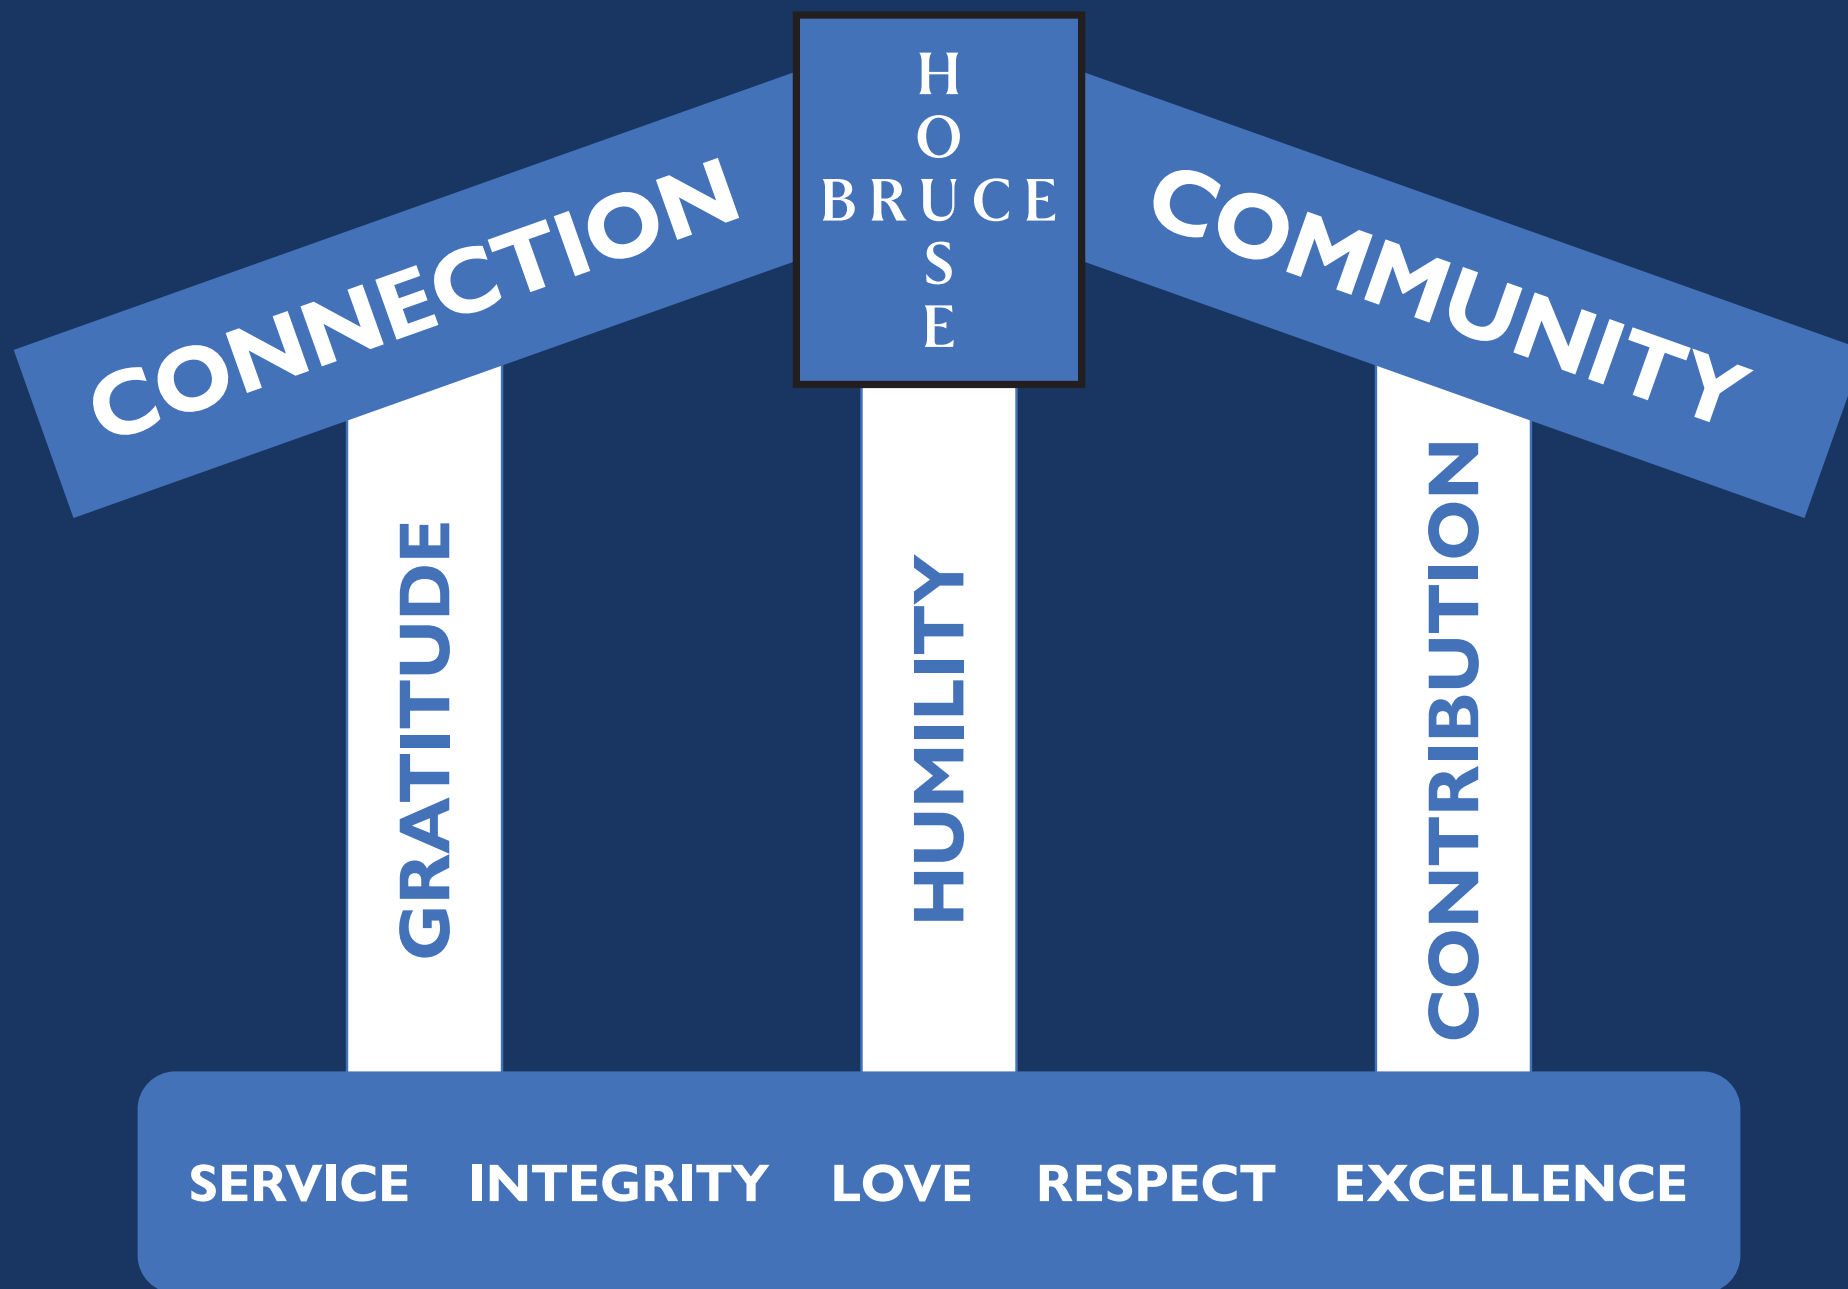 HOUSE
BRUCE
CONNECTION
COMMUNITY
GRATITUDE
HUMILITY
CONTRIBUTION
SERVICE INTEGRITY LOVE RESPECT EXCELLENCE